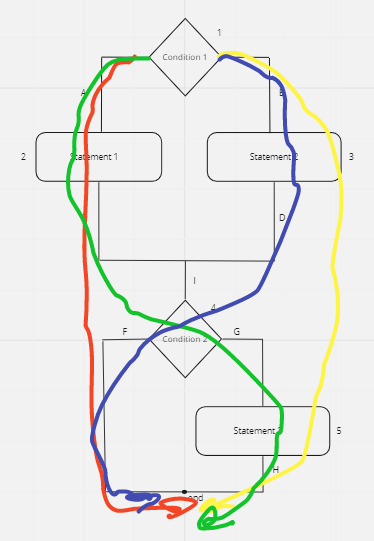 1
Condition 1
A
2
Statement 1
Statement 2
3
D
I
4
F
Condition 2
G
Statement
5
H
end